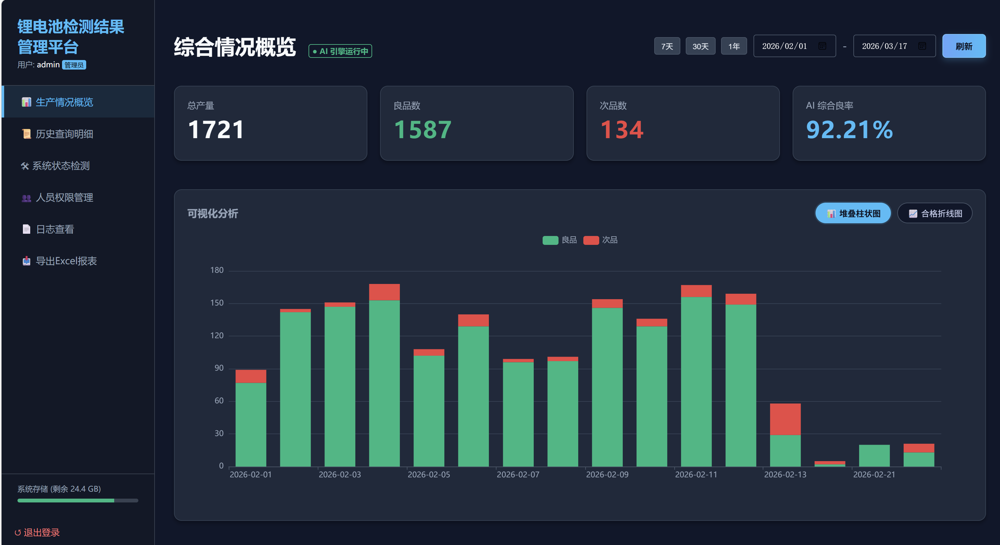 锂电池检测结果
管理平台
用户: admin 管理员
生产情况概览
历史查询明细
系统状态检测
人员权限管理
日志查看
导出Excel报表
系统存储 (剩余 24.4 GB)
退出登录
综合情况概览
● AI 引擎运行中
7天
30天
1年
2026/02/01
-
2026/03/17
刷新
总产量
1721
良品数
1587
次品数
134
AI 综合良率
92.21%
可视化分析
堆叠柱状图
合格折线图
良品
次品
180
150
120
90
60
30
0
2026-02-01
2026-02-03
2026-02-05
2026-02-07
2026-02-09
2026-02-11
2026-02-13
2026-02-21